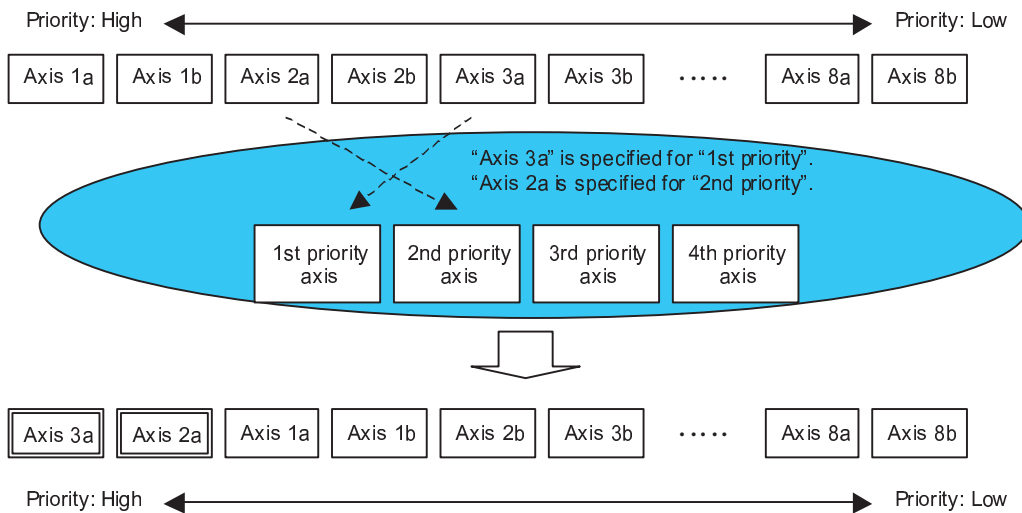 Priority: High Priority: Low
Axis 1a Axis 1b Axis 2a Axis 2b Axis 3a Axis 3b ..... Axis 8a Axis 8b
“Axis 3a” is specified for “1st priority”.
“Axis 2a is specified for “2nd priority”.
1st priority axis
2nd priority axis
3rd priority axis
4th priority axis
Axis 3a Axis 2a Axis 1a Axis 1b Axis 2b Axis 3b ..... Axis 8a Axis 8b
Priority: High Priority: Low